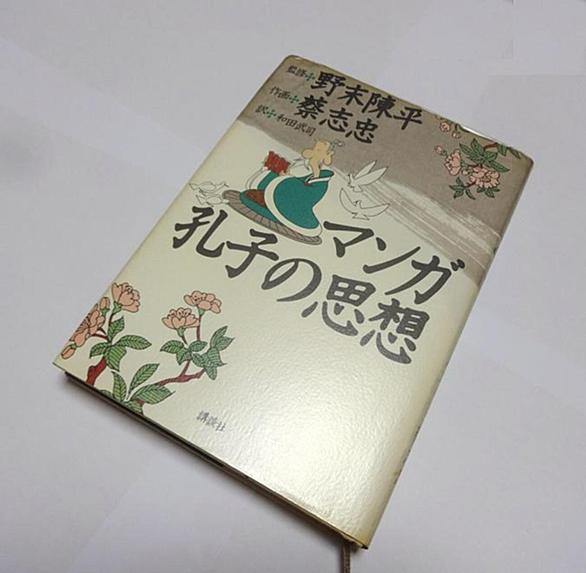 監修+野末陳平
作画+蔡志忠
訳+和田武司
マンガ
孔子の思想
講談社